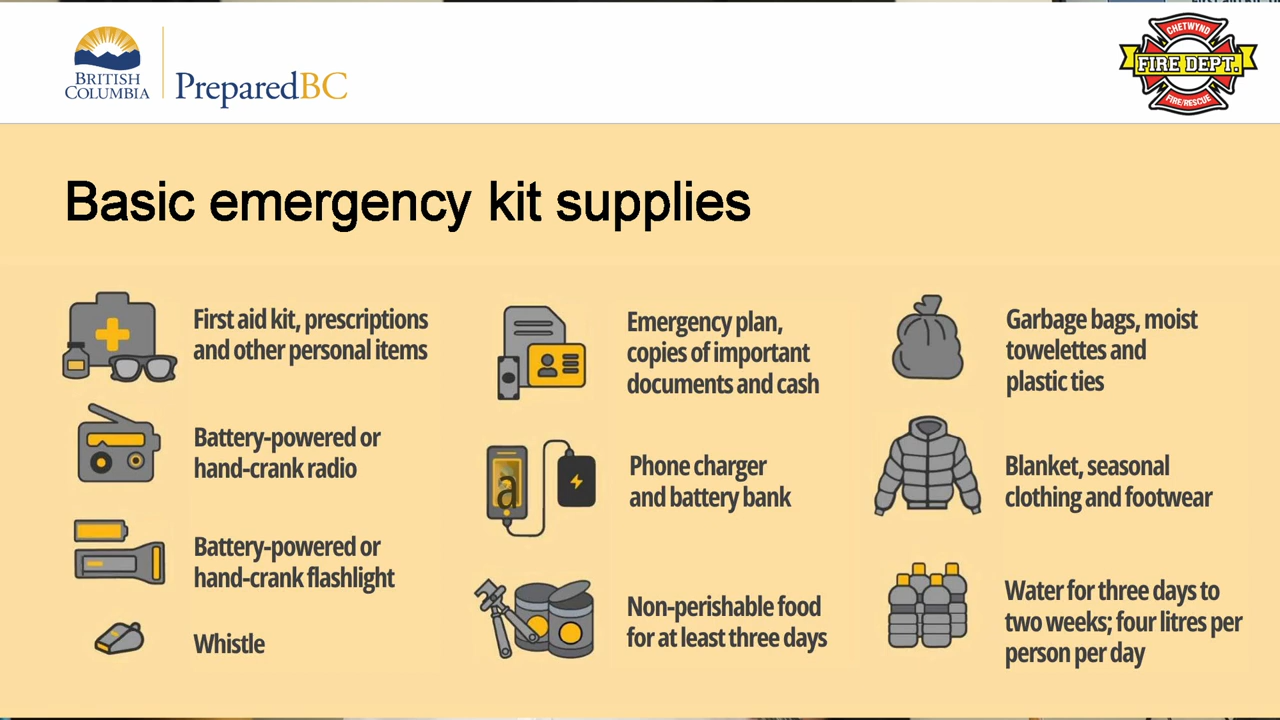 BRITISH
COLUMBIA
PreparedBC
CHETWYND
FIRE DEPT.
FIRE/RESCUE
Basic emergency kit supplies
First aid kit, prescriptions
and other personal items
Battery-powered or
hand-crank radio
Battery-powered or
hand-crank flashlight
Whistle
Emergency plan,
copies of important
documents and cash
Phone charger
and battery bank
a
Non-perishable food
for at least three days
Garbage bags, moist
towelettes and
plastic ties
Blanket, seasonal
clothing and footwear
Water for three days to
two weeks; four litres per
person per day